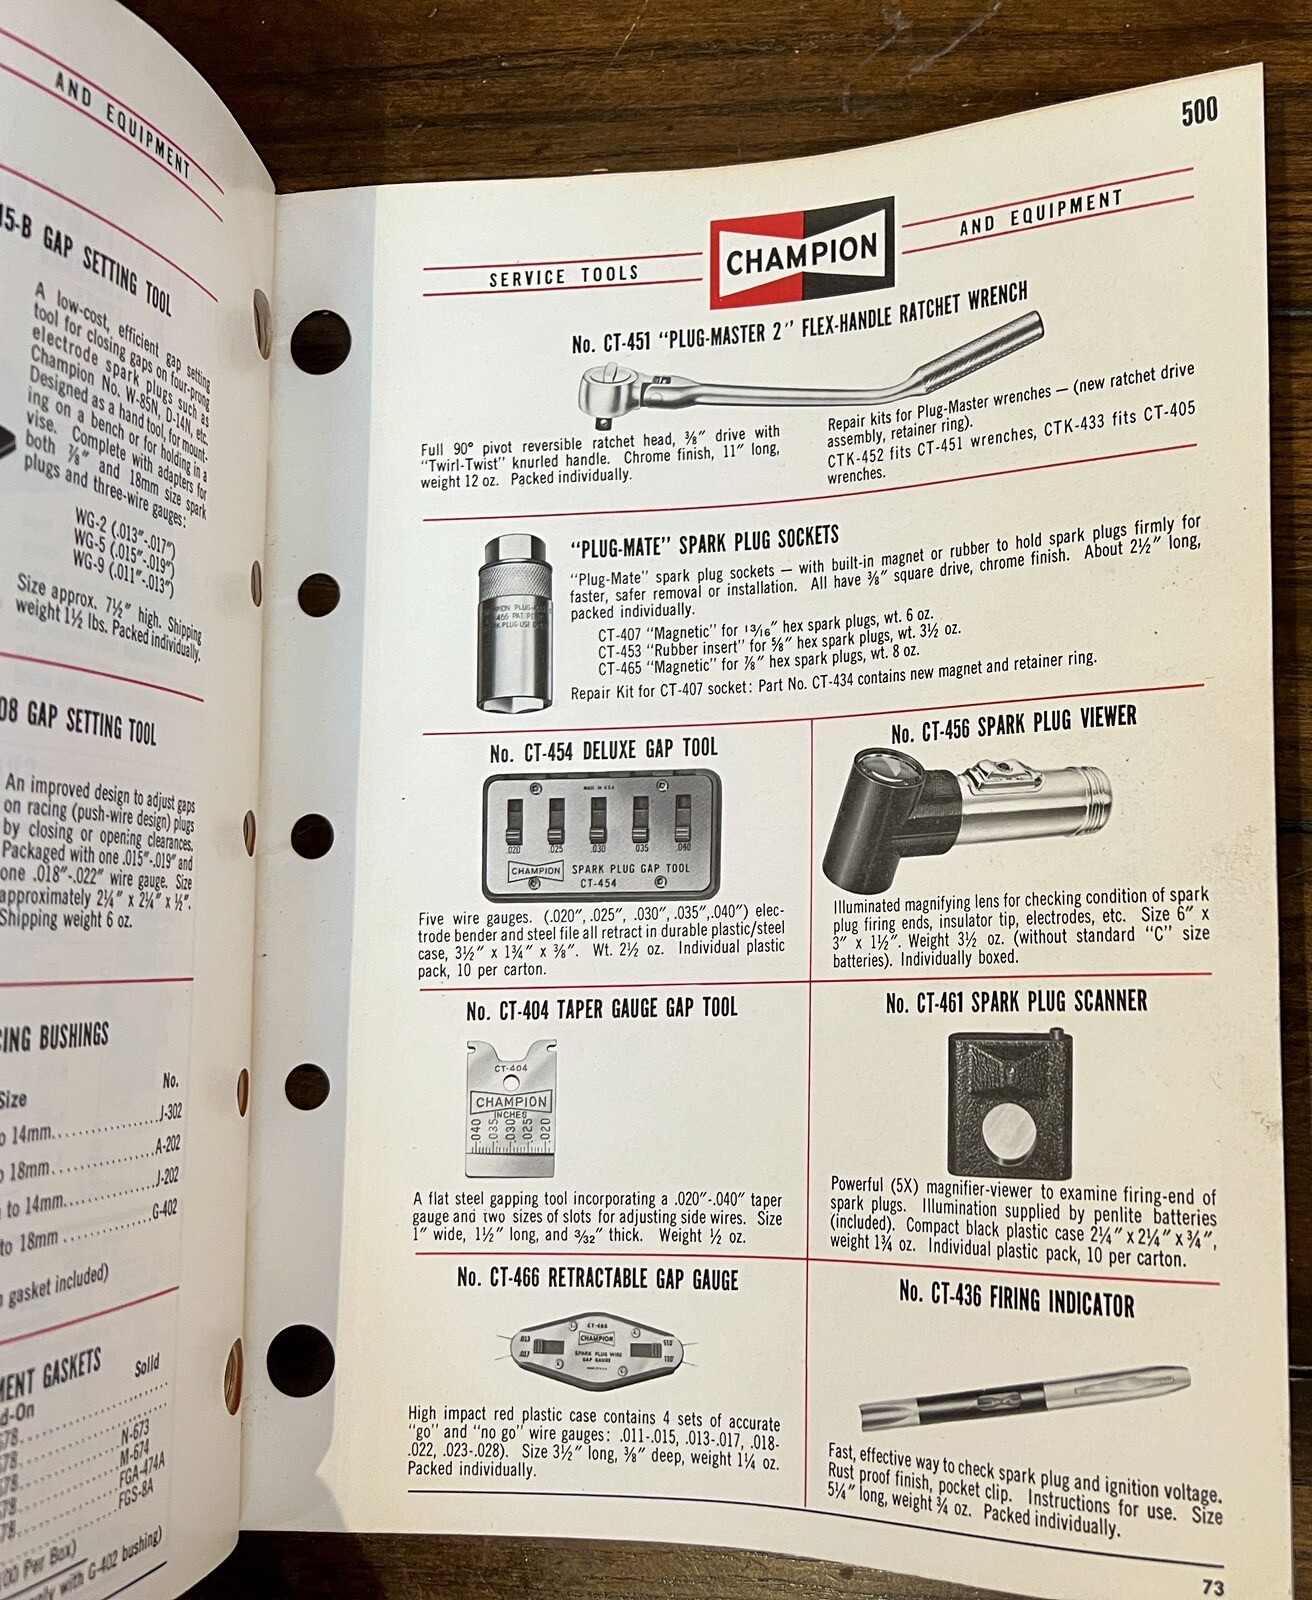 AND EQUIPMENT
15-B GAP SETTING TOOL
A low-cost, efficient gap setting
tool for closing gaps on four-prong
electrode spark plugs such as
Champion No. W-85N, D-14N, etc.
Designed as a hand tool, for mount-
ing on a bench or for holding in a
vise. Complete with adapters for
both 7/8" and 18mm size spark
plugs and three-wire gauges:
WG-2 (.013"-.017")
WG-5 (.015"-.019")
WG-9 (.011"-.013")
Size approx. 7½" high. Shipping
weight 1½ lbs. Packed individually.
08 GAP SETTING TOOL
An improved design to adjust gaps
on racing (push-wire design) plugs
by closing or opening clearances.
Packaged with one .015"-.019" and
one .018"-.022" wire gauge. Size
approximately 2¼" x 2¼" x ½".
Shipping weight 6 oz.
CING BUSHINGS
Size No.
14mm J-302
18mm A-202
to 14mm J-202
to 18mm G-402
gasket included)
MENT GASKETS
d-On Solid
678 N-673
678 M-674
678 FGA-474A
678 FGS-8A
00 Per Box)
with G-402 bushing)
500
SERVICE TOOLS CHAMPION AND EQUIPMENT
No. CT-451 "PLUG-MASTER 2" FLEX-HANDLE RATCHET WRENCH
Full 90° pivot reversible ratchet head, ⅜" drive with
"Twirl-Twist" knurled handle. Chrome finish, 11" long,
weight 12 oz. Packed individually.
Repair kits for Plug-Master wrenches — (new ratchet drive
assembly, retainer ring).
CTK-452 fits CT-451 wrenches, CTK-433 fits CT-405
wrenches.
"PLUG-MATE" SPARK PLUG SOCKETS
"Plug-Mate" spark plug sockets — with built-in magnet or rubber to hold spark plugs firmly for
faster, safer removal or installation. All have ⅜" square drive, chrome finish. About 2½" long,
packed individually.
CT-407 "Magnetic" for 13/16" hex spark plugs, wt. 6 oz.
CT-453 "Rubber insert" for ⅝" hex spark plugs, wt. 3½ oz.
CT-465 "Magnetic" for ⅞" hex spark plugs, wt. 8 oz.
Repair Kit for CT-407 socket: Part No. CT-434 contains new magnet and retainer ring.
No. CT-454 DELUXE GAP TOOL
MADE IN U.S.A.
.020 .025 .030 .035 .040
CHAMPION SPARK PLUG GAP TOOL
CT-454
Five wire gauges. (.020", .025", .030", .035",.040") elec-
trode bender and steel file all retract in durable plastic/steel
case, 3½" x 1¾" x ⅜". Wt. 2½ oz. Individual plastic
pack, 10 per carton.
No. CT-456 SPARK PLUG VIEWER
Illuminated magnifying lens for checking condition of spark
plug firing ends, insulator tip, electrodes, etc. Size 6" x
3" x 1½". Weight 3½ oz. (without standard "C" size
batteries). Individually boxed.
No. CT-404 TAPER GAUGE GAP TOOL
CT-404
CHAMPION
INCHES
.040 .035 .030 .025 .020
A flat steel gapping tool incorporating a .020"-.040" taper
gauge and two sizes of slots for adjusting side wires. Size
1" wide, 1½" long, and 3/32" thick. Weight ½ oz.
No. CT-461 SPARK PLUG SCANNER
Powerful (5X) magnifier-viewer to examine firing-end of
spark plugs. Illumination supplied by penlite batteries
(included). Compact black plastic case 2¼" x 2¼" x ¾",
weight 1¾ oz. Individual plastic pack, 10 per carton.
No. CT-466 RETRACTABLE GAP GAUGE
CT-466
CHAMPION
SPARK PLUG WIRE
GAP GAUGE
.013
.017
High impact red plastic case contains 4 sets of accurate
"go" and "no go" wire gauges: .011-.015, .013-.017, .018-
.022, .023-.028). Size 3½" long, ⅜" deep, weight 1¼ oz.
Packed individually.
No. CT-436 FIRING INDICATOR
Fast, effective way to check spark plug and ignition voltage.
Rust proof finish, pocket clip. Instructions for use. Size
5¼" long, weight ¾ oz. Packed individually.
73